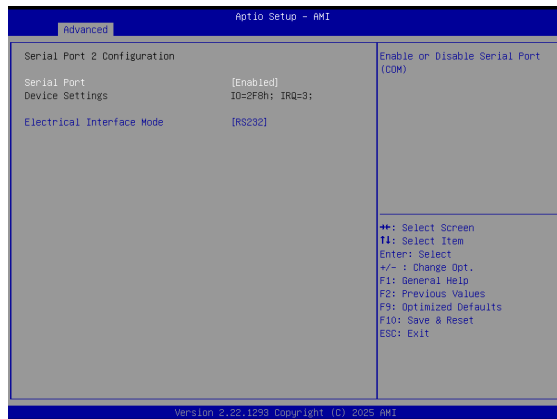 Aptio Setup - AMI
Advanced
Serial Port 2 Configuration
Serial Port [Enabled]
Device Settings IO=2F8h; IRQ=3;
Electrical Interface Mode [RS232]
Enable or Disable Serial Port
(COM)
→←: Select Screen
↑↓: Select Item
Enter: Select
+/- : Change Opt.
F1: General Help
F2: Previous Values
F9: Optimized Defaults
F10: Save & Reset
ESC: Exit
Version 2.22.1293 Copyright (C) 2025 AMI